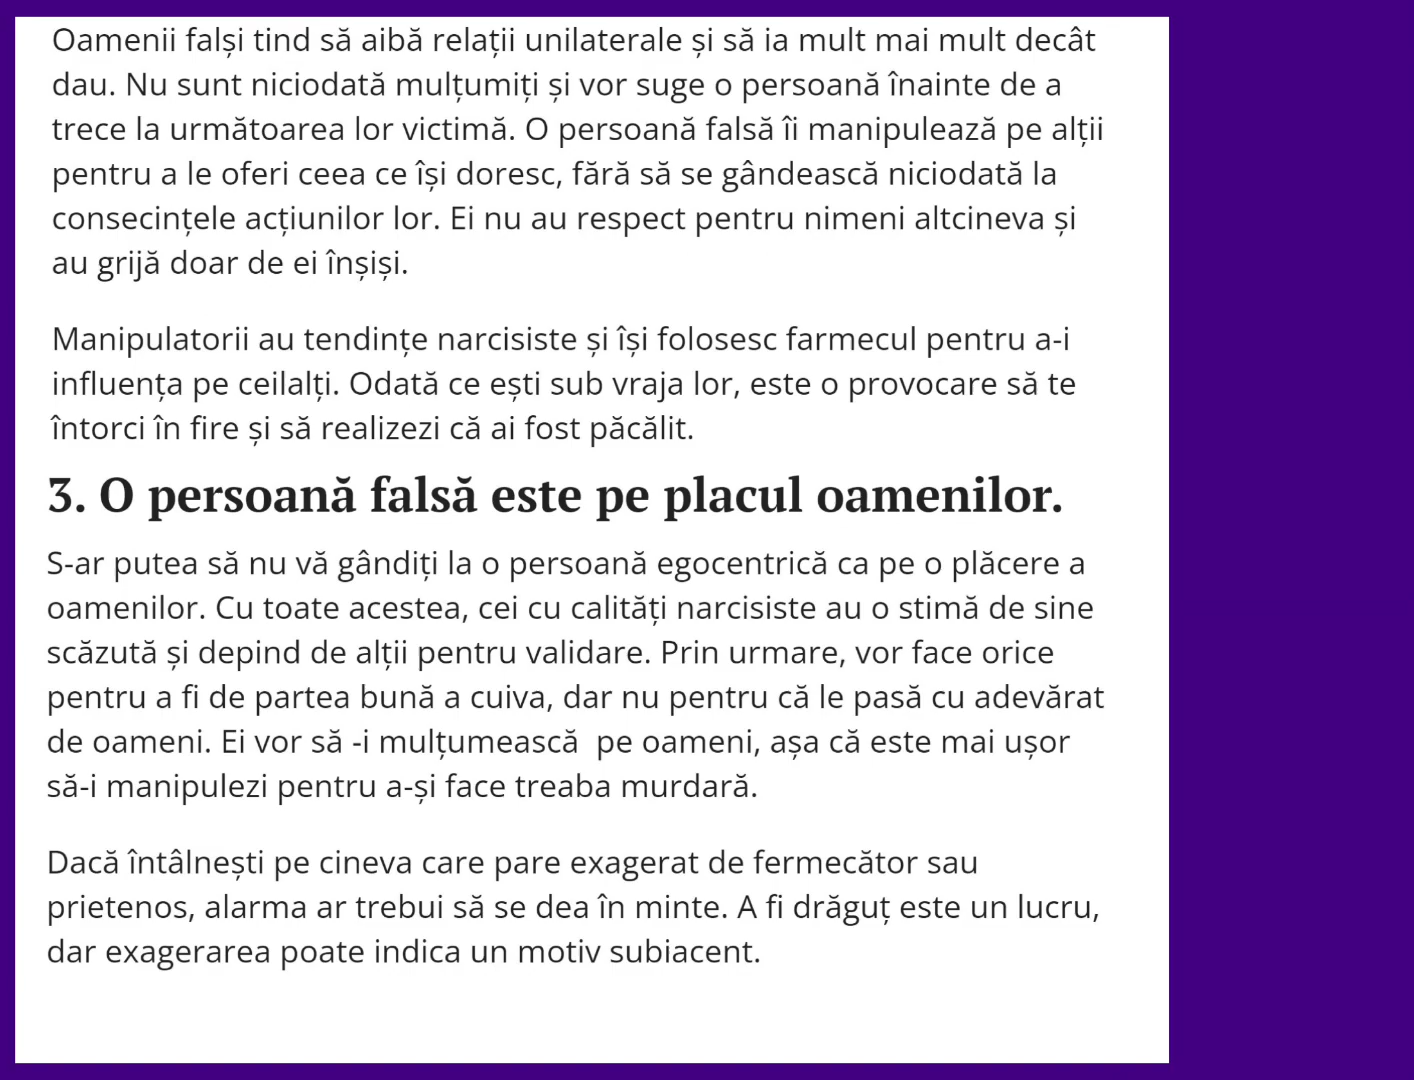 Oamenii falși tind să aibă relații unilaterale și să ia mult mai mult decât
dau. Nu sunt niciodată mulțumiți și vor suge o persoană înainte de a
trece la următoarea lor victimă. O persoană falsă îi manipulează pe alții
pentru a le oferi ceea ce își doresc, fără să se gândească niciodată la
consecințele acțiunilor lor. Ei nu au respect pentru nimeni altcineva și
au grijă doar de ei înșiși.
Manipulatorii au tendințe narcisiste și își folosesc farmecul pentru a-i
influența pe ceilalți. Odată ce ești sub vraja lor, este o provocare să te
întorci în fire și să realizezi că ai fost păcălit.
3. O persoană falsă este pe placul oamenilor.
S-ar putea să nu vă gândiți la o persoană egocentrică ca pe o plăcere a
oamenilor. Cu toate acestea, cei cu calități narcisiste au o stimă de sine
scăzută și depind de alții pentru validare. Prin urmare, vor face orice
pentru a fi de partea bună a cuiva, dar nu pentru că le pasă cu adevărat
de oameni. Ei vor să -i mulțumească  pe oameni, așa că este mai ușor
să-i manipulezi pentru a-și face treaba murdară.
Dacă întâlnești pe cineva care pare exagerat de fermecător sau
prietenos, alarma ar trebui să se dea în minte. A fi drăguț este un lucru,
dar exagerarea poate indica un motiv subiacent.